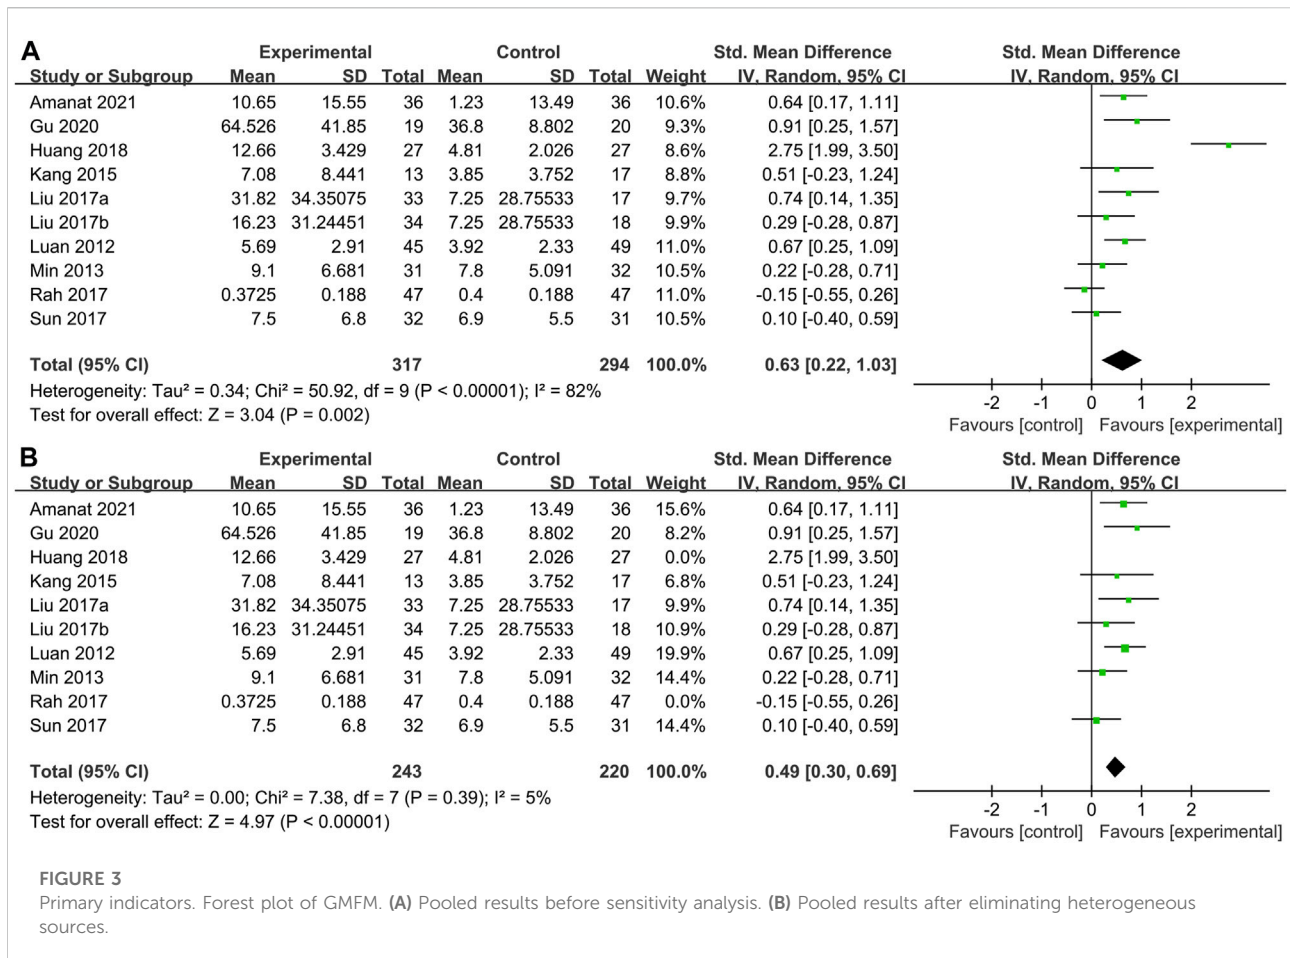 A
Experimental Control Std. Mean Difference Std. Mean Difference
Study or Subgroup Mean SD Total Mean SD Total Weight IV, Random, 95% CI IV, Random, 95% CI
Amanat 2021 10.65 15.55 36 1.23 13.49 36 10.6% 0.64 [0.17, 1.11]
Gu 2020 64.526 41.85 19 36.8 8.802 20 9.3% 0.91 [0.25, 1.57]
Huang 2018 12.66 3.429 27 4.81 2.026 27 8.6% 2.75 [1.99, 3.50]
Kang 2015 7.08 8.441 13 3.85 3.752 17 8.8% 0.51 [-0.23, 1.24]
Liu 2017a 31.82 34.35075 33 7.25 28.75533 17 9.7% 0.74 [0.14, 1.35]
Liu 2017b 16.23 31.24451 34 7.25 28.75533 18 9.9% 0.29 [-0.28, 0.87]
Luan 2012 5.69 2.91 45 3.92 2.33 49 11.0% 0.67 [0.25, 1.09]
Min 2013 9.1 6.681 31 7.8 5.091 32 10.5% 0.22 [-0.28, 0.71]
Rah 2017 0.3725 0.188 47 0.4 0.188 47 11.0% -0.15 [-0.55, 0.26]
Sun 2017 7.5 6.8 32 6.9 5.5 31 10.5% 0.10 [-0.40, 0.59]
Total (95% CI) 317 294 100.0% 0.63 [0.22, 1.03]
Heterogeneity: Tau² = 0.34; Chi² = 50.92, df = 9 (P < 0.00001); I² = 82%
Test for overall effect: Z = 3.04 (P = 0.002)
-2 -1 0 1 2
Favours [control] Favours [experimental]
B
Experimental Control Std. Mean Difference Std. Mean Difference
Study or Subgroup Mean SD Total Mean SD Total Weight IV, Random, 95% CI IV, Random, 95% CI
Amanat 2021 10.65 15.55 36 1.23 13.49 36 15.6% 0.64 [0.17, 1.11]
Gu 2020 64.526 41.85 19 36.8 8.802 20 8.2% 0.91 [0.25, 1.57]
Huang 2018 12.66 3.429 27 4.81 2.026 27 0.0% 2.75 [1.99, 3.50]
Kang 2015 7.08 8.441 13 3.85 3.752 17 6.8% 0.51 [-0.23, 1.24]
Liu 2017a 31.82 34.35075 33 7.25 28.75533 17 9.9% 0.74 [0.14, 1.35]
Liu 2017b 16.23 31.24451 34 7.25 28.75533 18 10.9% 0.29 [-0.28, 0.87]
Luan 2012 5.69 2.91 45 3.92 2.33 49 19.9% 0.67 [0.25, 1.09]
Min 2013 9.1 6.681 31 7.8 5.091 32 14.4% 0.22 [-0.28, 0.71]
Rah 2017 0.3725 0.188 47 0.4 0.188 47 0.0% -0.15 [-0.55, 0.26]
Sun 2017 7.5 6.8 32 6.9 5.5 31 14.4% 0.10 [-0.40, 0.59]
Total (95% CI) 243 220 100.0% 0.49 [0.30, 0.69]
Heterogeneity: Tau² = 0.00; Chi² = 7.38, df = 7 (P = 0.39); I² = 5%
Test for overall effect: Z = 4.97 (P < 0.00001)
-2 -1 0 1 2
Favours [control] Favours [experimental]
FIGURE 3
Primary indicators. Forest plot of GMFM. (A) Pooled results before sensitivity analysis. (B) Pooled results after eliminating heterogeneous
sources.